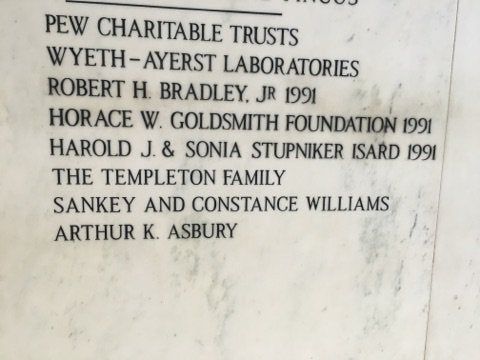 PEW CHARITABLE TRUSTS
WYETH-AYERST LABORATORIES
ROBERT H. BRADLEY, JR 1991
HORACE W. GOLDSMITH FOUNDATION 1991
HAROLD J. & SONIA STUPNIKER ISARD 1991
THE TEMPLETON FAMILY
SANKEY AND CONSTANCE WILLIAMS
ARTHUR K. ASBURY